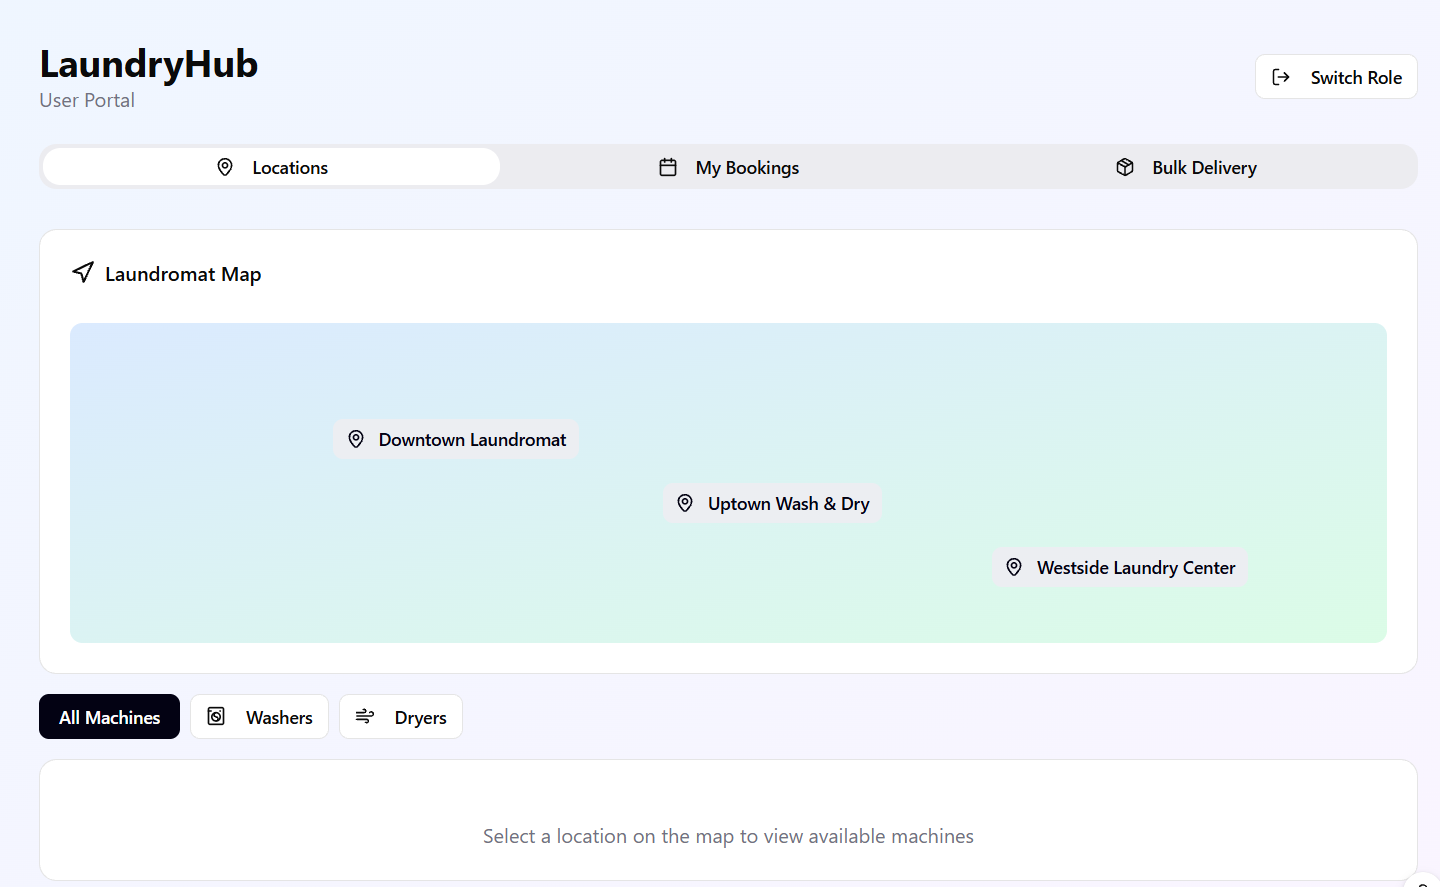 LaundryHub
User Portal
Switch Role
Locations
My Bookings
Bulk Delivery
Laundromat Map
Downtown Laundromat
Uptown Wash & Dry
Westside Laundry Center
All Machines
Washers
Dryers
Select a location on the map to view available machines